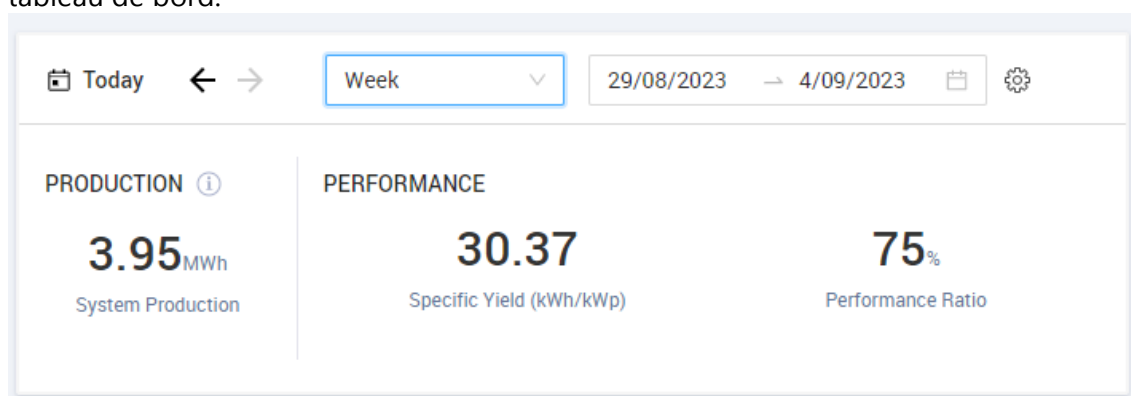 tableau de bord.
Today Week 29/08/2023 → 4/09/2023
PRODUCTION PERFORMANCE
3.95MWh 30.37 75%
System Production Specific Yield (kWh/kWp) Performance Ratio